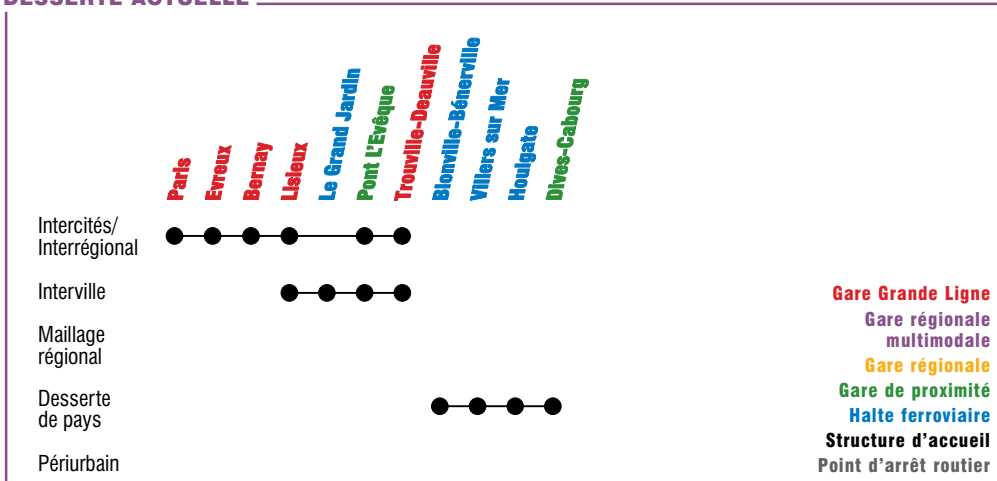 DESSERTE ACTUELLE
Paris
Evreux
Bernay
Lisieux
Le Grand Jardin
Pont L'Evêque
Trouville-Deauville
Blonville-Bénerville
Villers sur Mer
Houlgate
Dives-Cabourg
Intercités/
Interrégional
Interville
Maillage
régional
Desserte
de pays
Périurbain
Gare Grande Ligne
Gare régionale
multimodale
Gare régionale
Gare de proximité
Halte ferroviaire
Structure d'accueil
Point d'arrêt routier